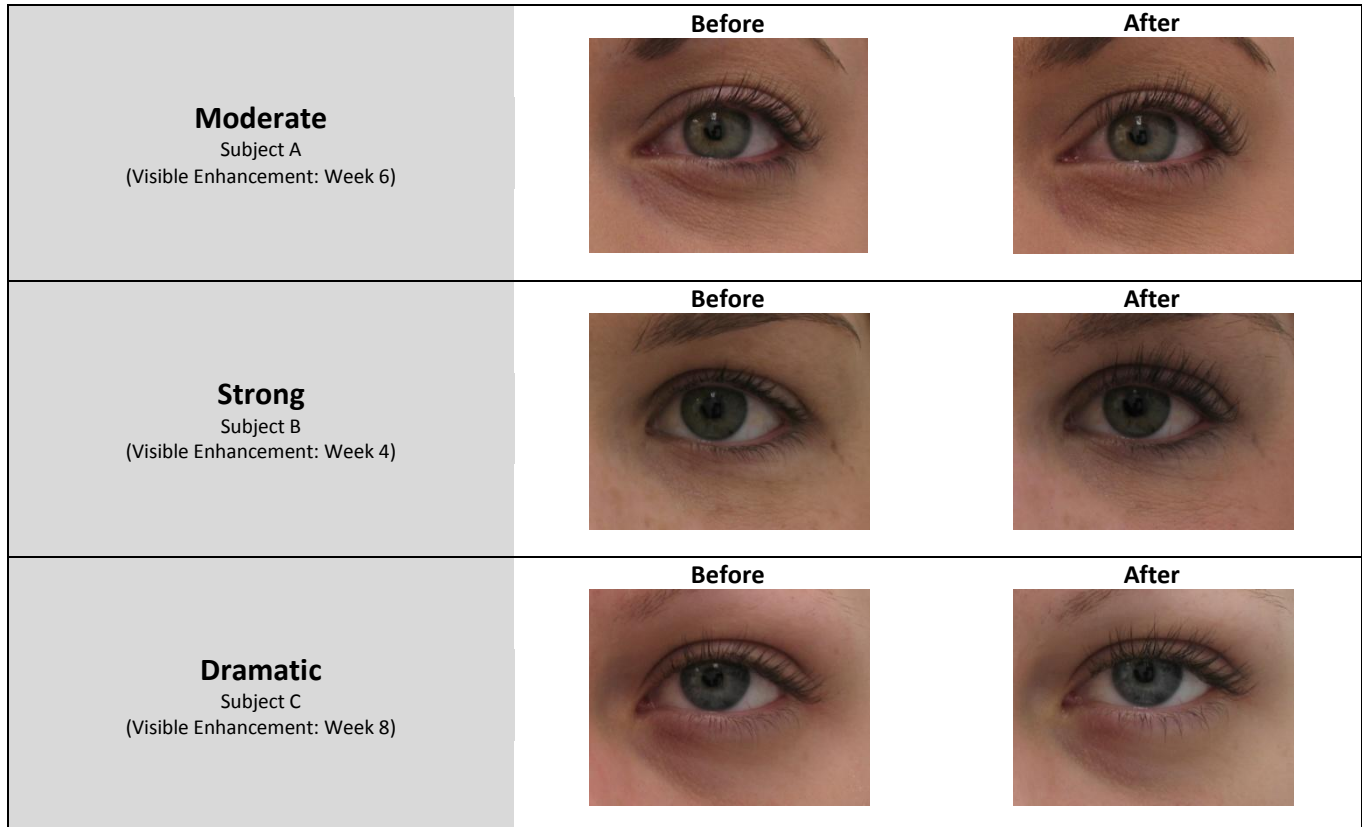 Before After
Moderate
Subject A
(Visible Enhancement: Week 6)
Before After
Strong
Subject B
(Visible Enhancement: Week 4)
Before After
Dramatic
Subject C
(Visible Enhancement: Week 8)